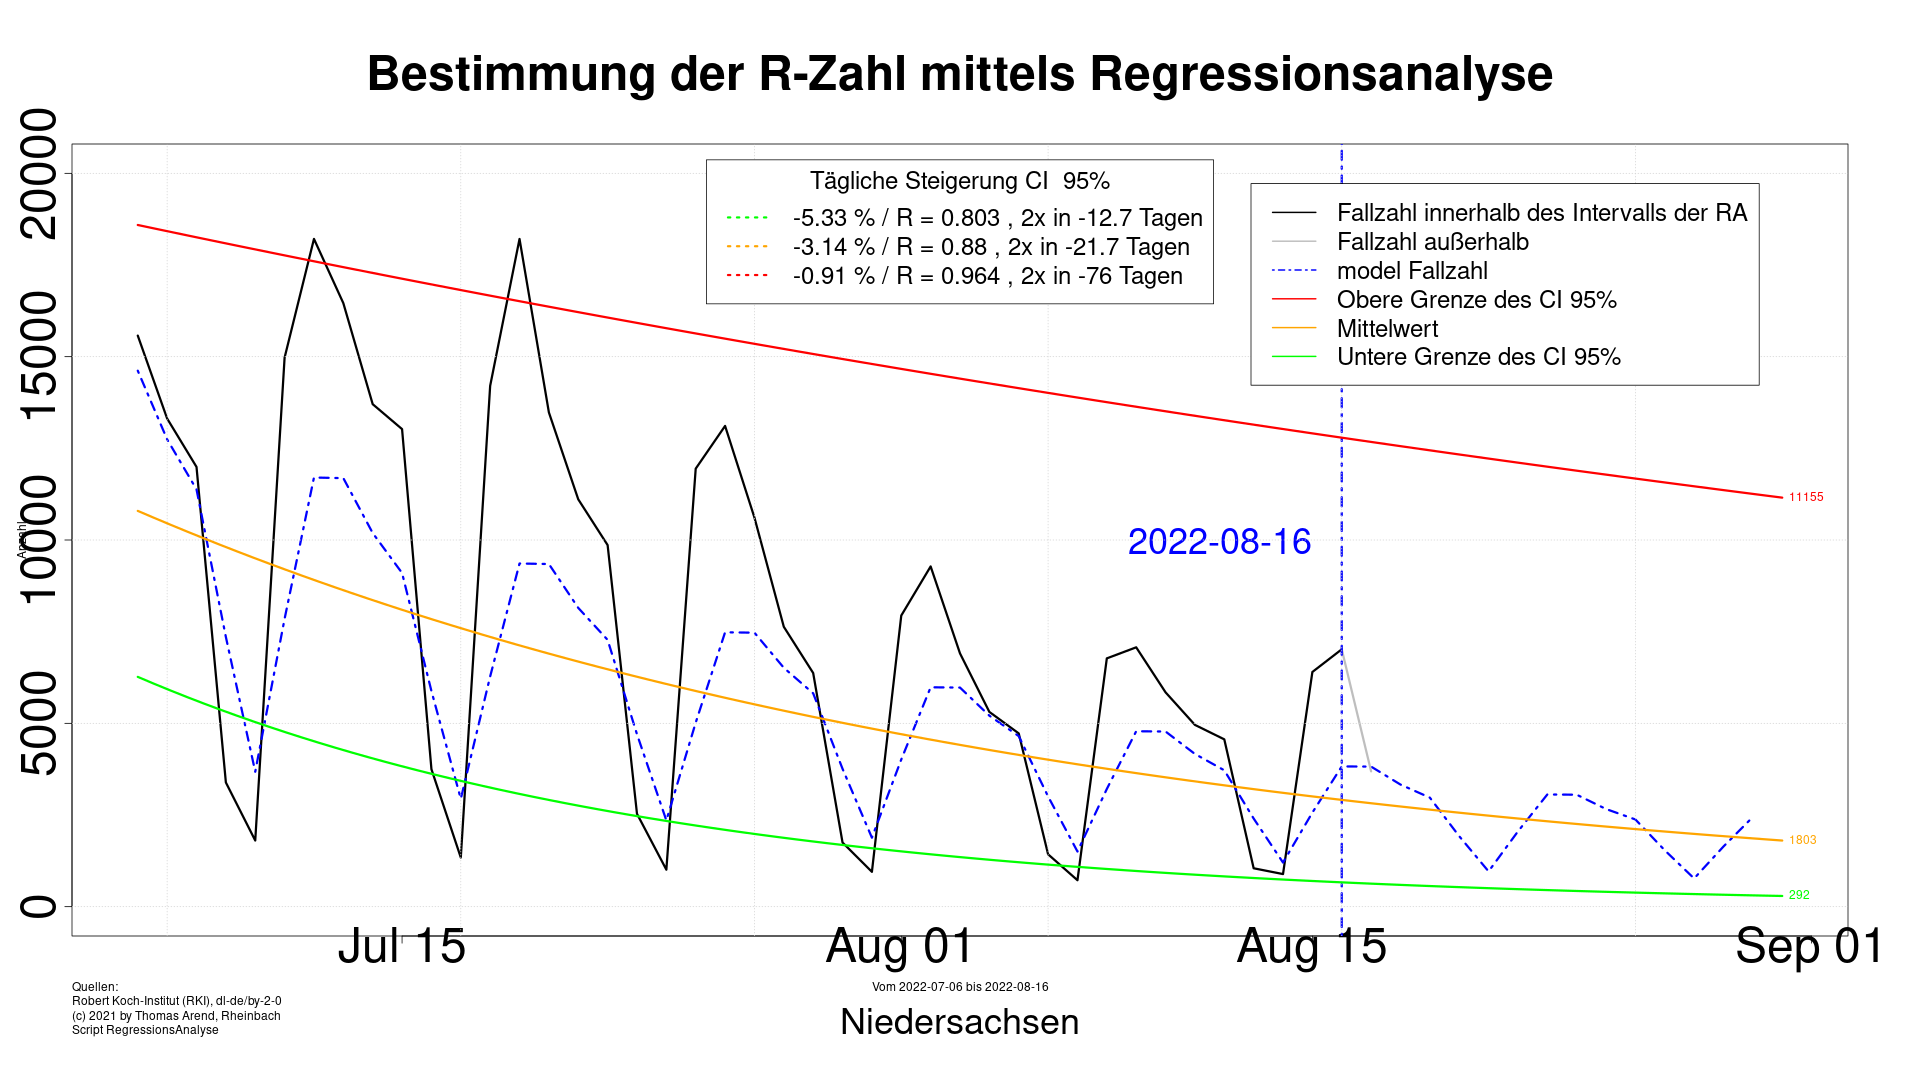 Bestimmung der R-Zahl mittels Regressionsanalyse
Anzahl
20000
15000
10000
5000
0
Tägliche Steigerung CI  95%
-5.33 % / R = 0.803 , 2x in -12.7 Tagen
-3.14 % / R = 0.88 , 2x in -21.7 Tagen
-0.91 % / R = 0.964 , 2x in -76 Tagen
Fallzahl innerhalb des Intervalls der RA
Fallzahl außerhalb
model Fallzahl
Obere Grenze des CI 95%
Mittelwert
Untere Grenze des CI 95%
11155
2022-08-16
1803
292
Jul 15
Aug 01
Aug 15
Sep 01
Quellen:
Robert Koch-Institut (RKI), dl-de/by-2-0
(c) 2021 by Thomas Arend, Rheinbach
Script RegressionsAnalyse
Vom 2022-07-06 bis 2022-08-16
Niedersachsen